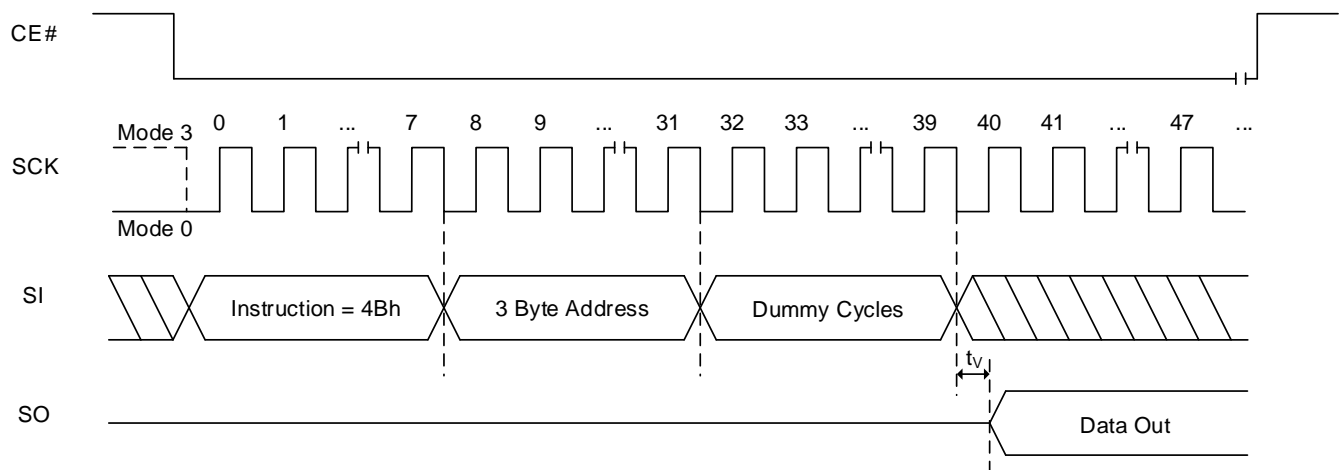 CE#
0 1 ... 7 8 9 ... 31 32 33 ... 39 40 41 ... 47 ...
Mode 3
SCK
Mode 0
SI
Instruction = 4Bh
3 Byte Address
Dummy Cycles
tV
SO
Data Out